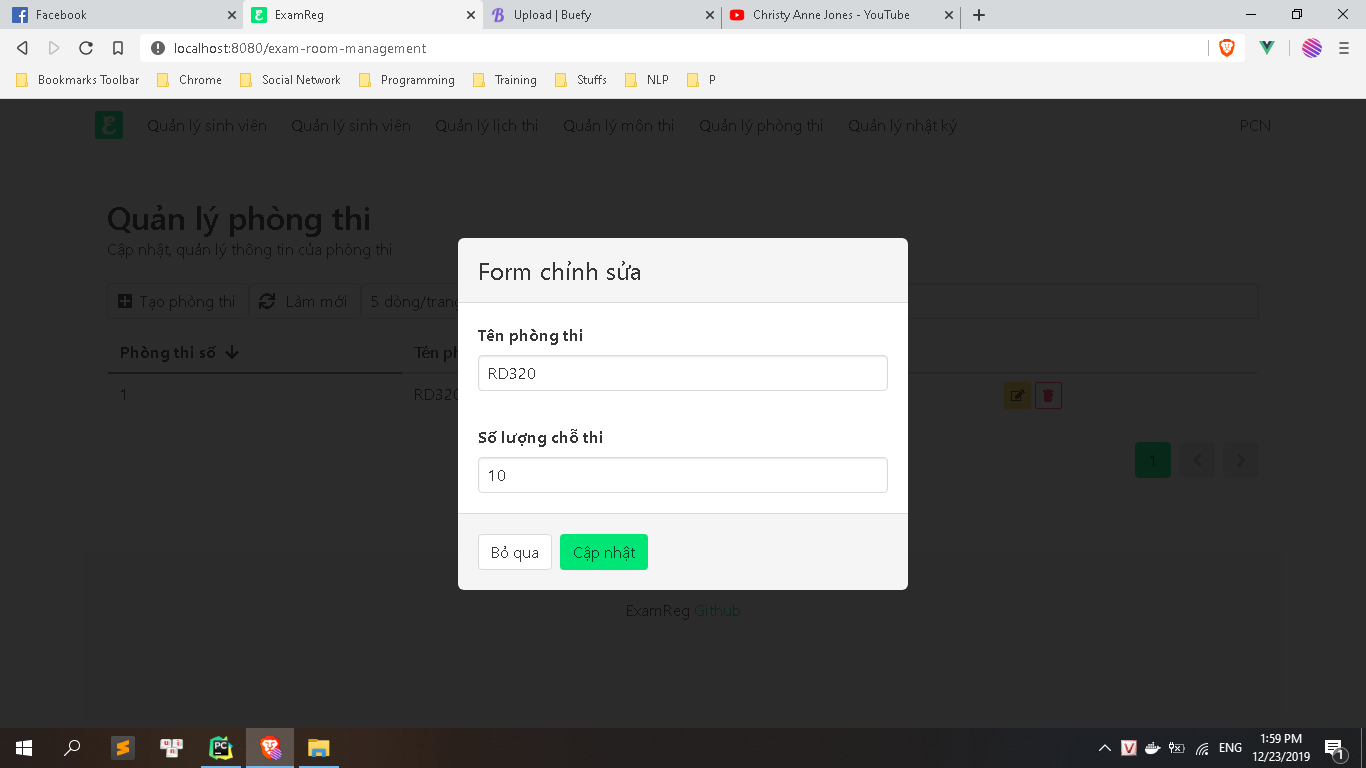 Facebook
ExamReg
Upload | Buefy
Christy Anne Jones - YouTube
localhost:8080/exam-room-management
Bookmarks Toolbar Chrome Social Network Programming Training Stuffs NLP P
Quản lý sinh viên Quản lý sinh viên Quản lý lịch thi Quản lý môn thi Quản lý phòng thi Quản lý nhật ký PCN
Quản lý phòng thi
Cập nhật, quản lý thông tin của phòng thi
Tạo phòng thi Làm mới 5 dòng/trang
Phòng thi số Tên
1 RD320
1
Form chỉnh sửa
Tên phòng thi
RD320
Số lượng chỗ thi
10
Bỏ qua Cập nhật
ExamReg Github
ENG
1:59 PM
12/23/2019
1